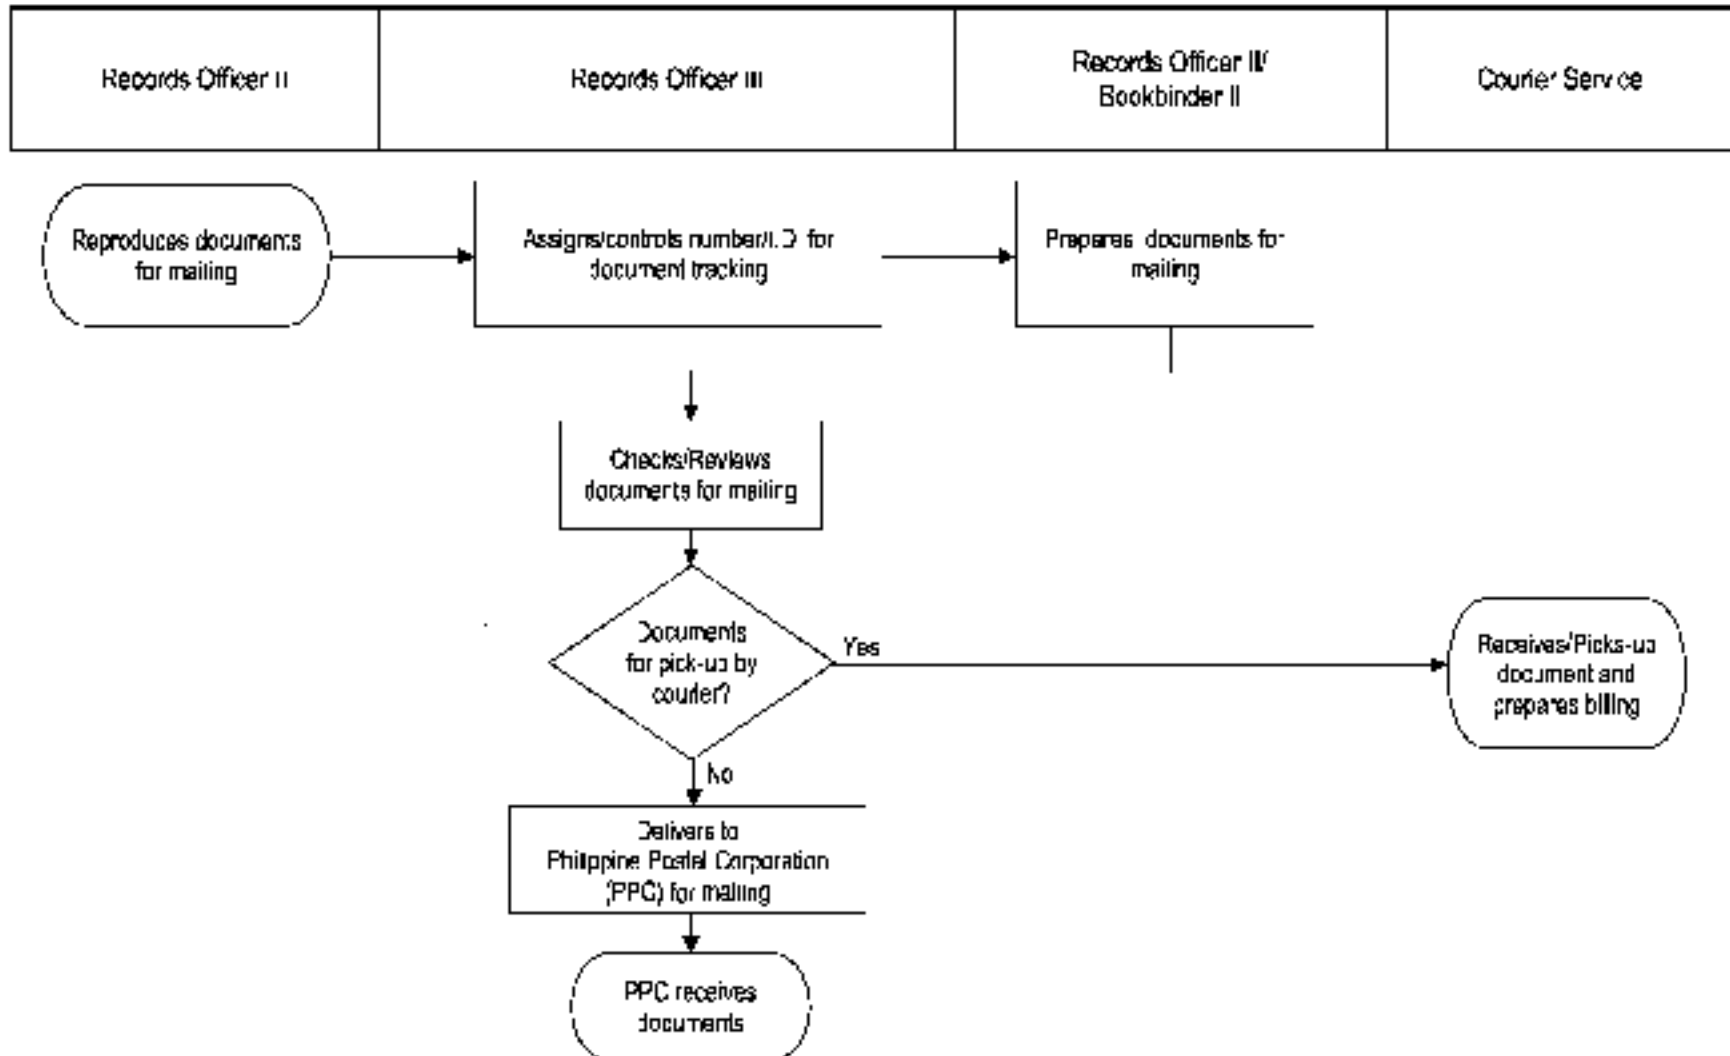 Records Officer II
Records Officer III
Records Officer II/
Bookbinder II
Courier Service
Reproduces documents
for mailing
Assigns/controls number/I.D. for
document tracking
Prepares documents for
mailing
Checks/Reviews
documents for mailing
Documents
for pick-up by
courier?
Yes
Receives/Picks-up
document and
prepares billing
No
Delivers to
Philippine Postal Corporation
(PPC) for mailing
PPC receives
documents